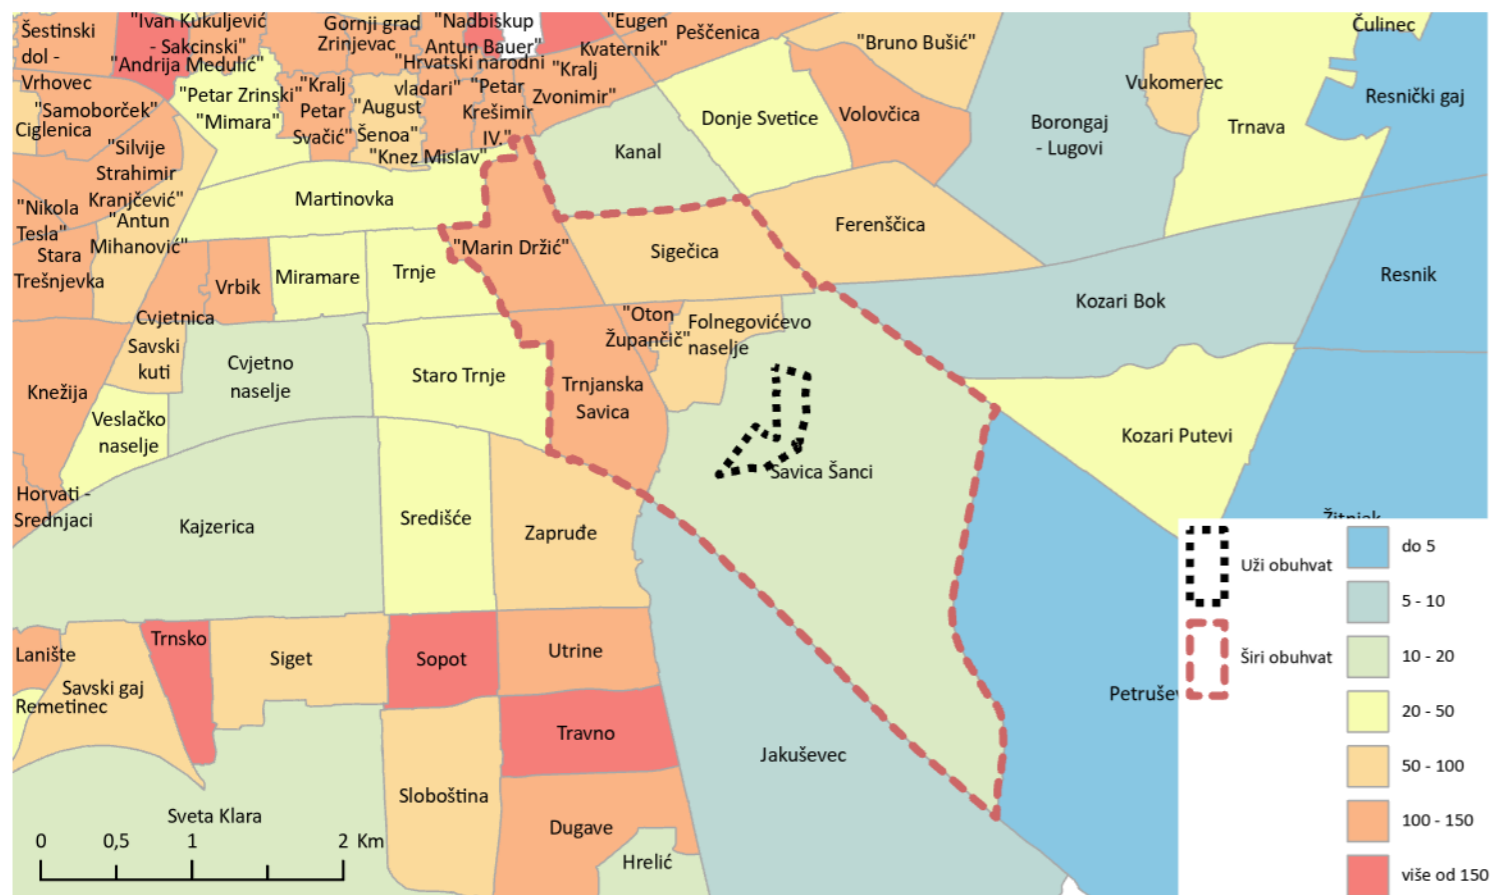 Šestinski
dol -
Vrhovec
"Ivan Kukuljević
- Sakcinski"
"Andrija Medulić"
Gornji grad
Zrinjevac
"Nadbiskup
Antun Bauer"
"Hrvatski narodni
vladari"
"Eugen
Kvaternik"
Peščenica
"Bruno Bušić"
Čulinec
"Samoborček"
Ciglenica
"Petar Zrinski"
"Mimara"
"Kralj
Petar
Svačić"
"August
Šenoa"
"Knez Mislav"
"Petar
Krešimir
IV."
"Kralj
Zvonimir"
Donje Svetice
Volovčica
Vukomerec
Resnički gaj
Trnava
Borongaj
- Lugovi
Kanal
"Silvije
Strahimir
Kranjčević"
"Nikola
Tesla"
"Antun
Mihanović"
Martinovka
Stara
Trešnjevka
"Marin Držić"
Sigečica
Ferenščica
Vrbik
Miramare
Trnje
Resnik
Kozari Bok
Cvjetnica
"Oton
Župančič"
Folnegovićevo
naselje
Savski
kuti
Cvjetno
naselje
Staro Trnje
Trnjanska
Savica
Knežija
Veslačko
naselje
Kozari Putevi
Savica Šanci
Horvati -
Srednjaci
Kajzerica
Središće
Zapruđe
Žitnjak
Lanište
Trnsko
Siget
Sopot
Utrine
Savski gaj
Remetinec
Travno
Jakuševec
Sloboština
Sveta Klara
Dugave
Hrelić
0 0,5 1 2 Km
Uži obuhvat
Širi obuhvat
do 5
5 - 10
10 - 20
20 - 50
50 - 100
100 - 150
više od 150